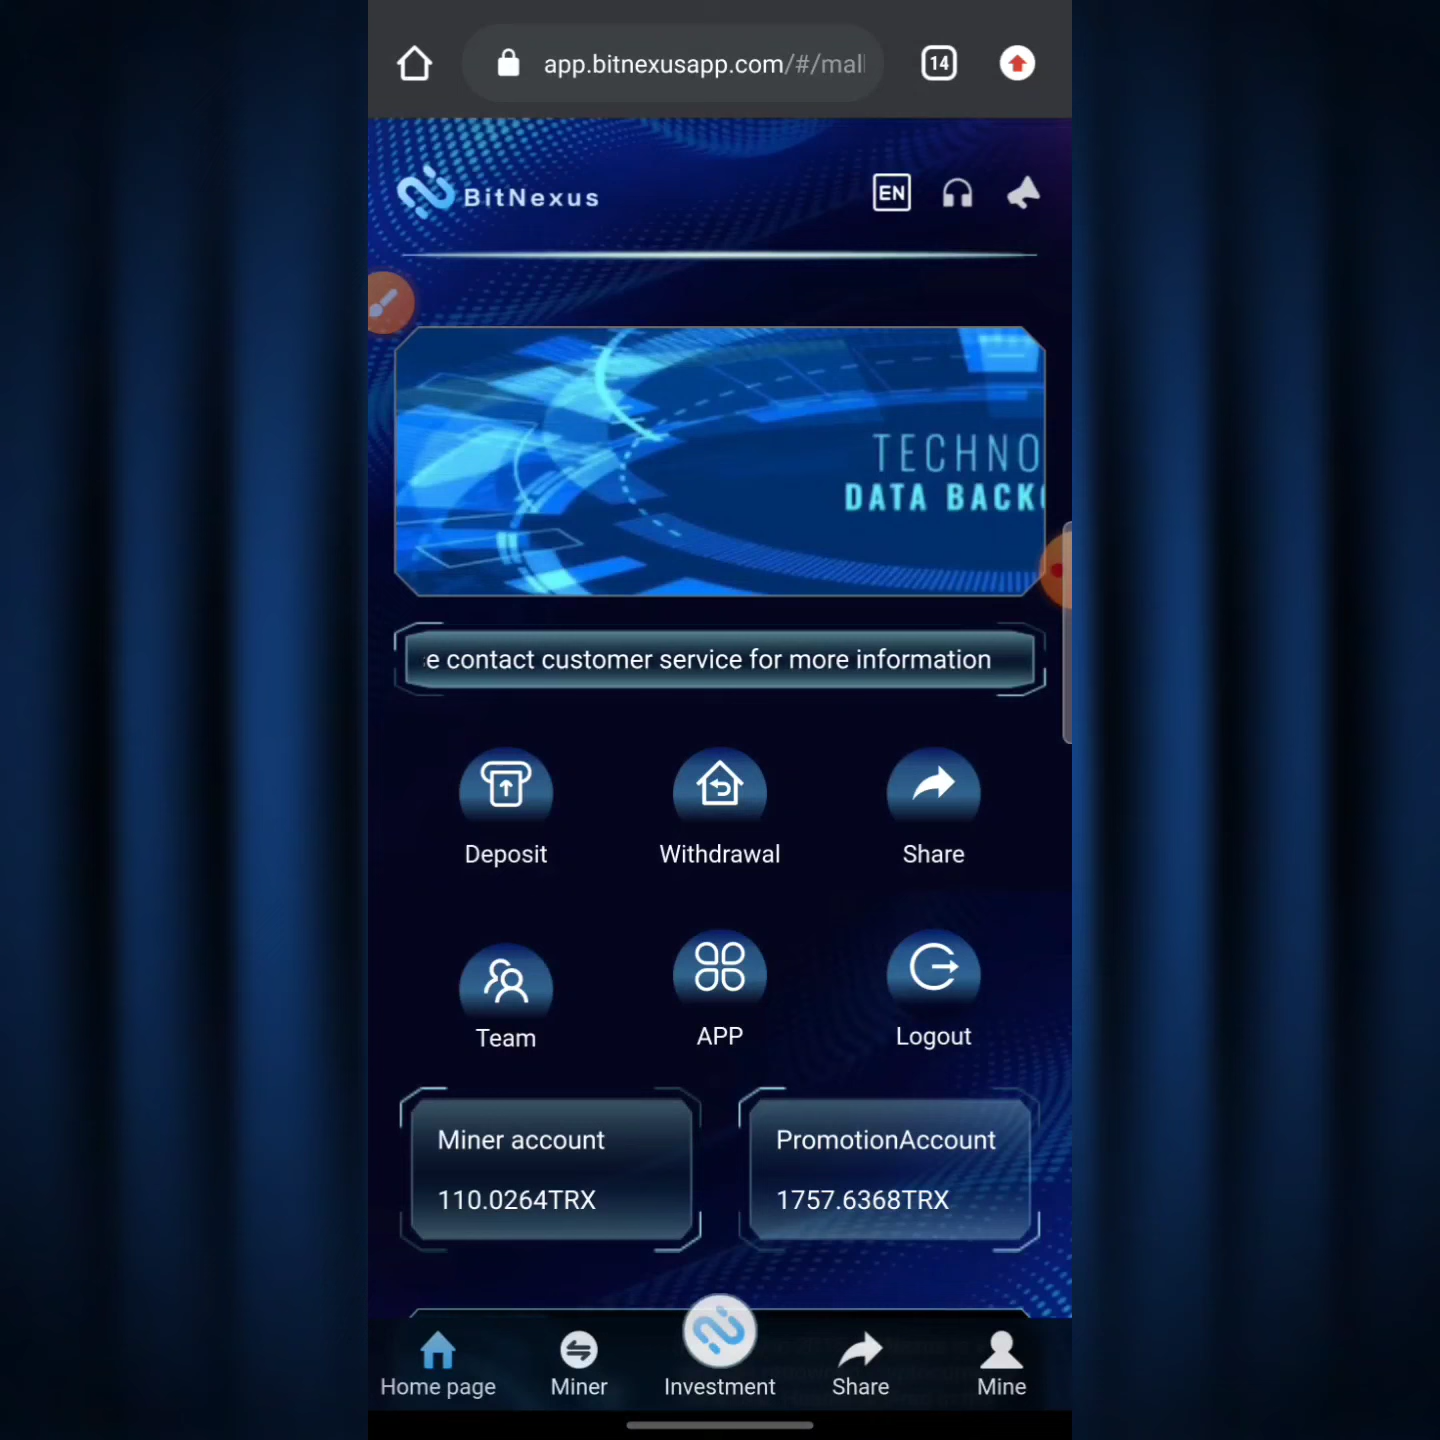 app.bitnexusapp.com/#/mall
14
BitNexus
EN
TECHNO
DATA BACK
e contact customer service for more information
Deposit
Withdrawal
Share
Team
APP
Logout
Miner account
PromotionAccount
110.0264TRX
1757.6368TRX
Home page
Miner
Investment
Share
Mine